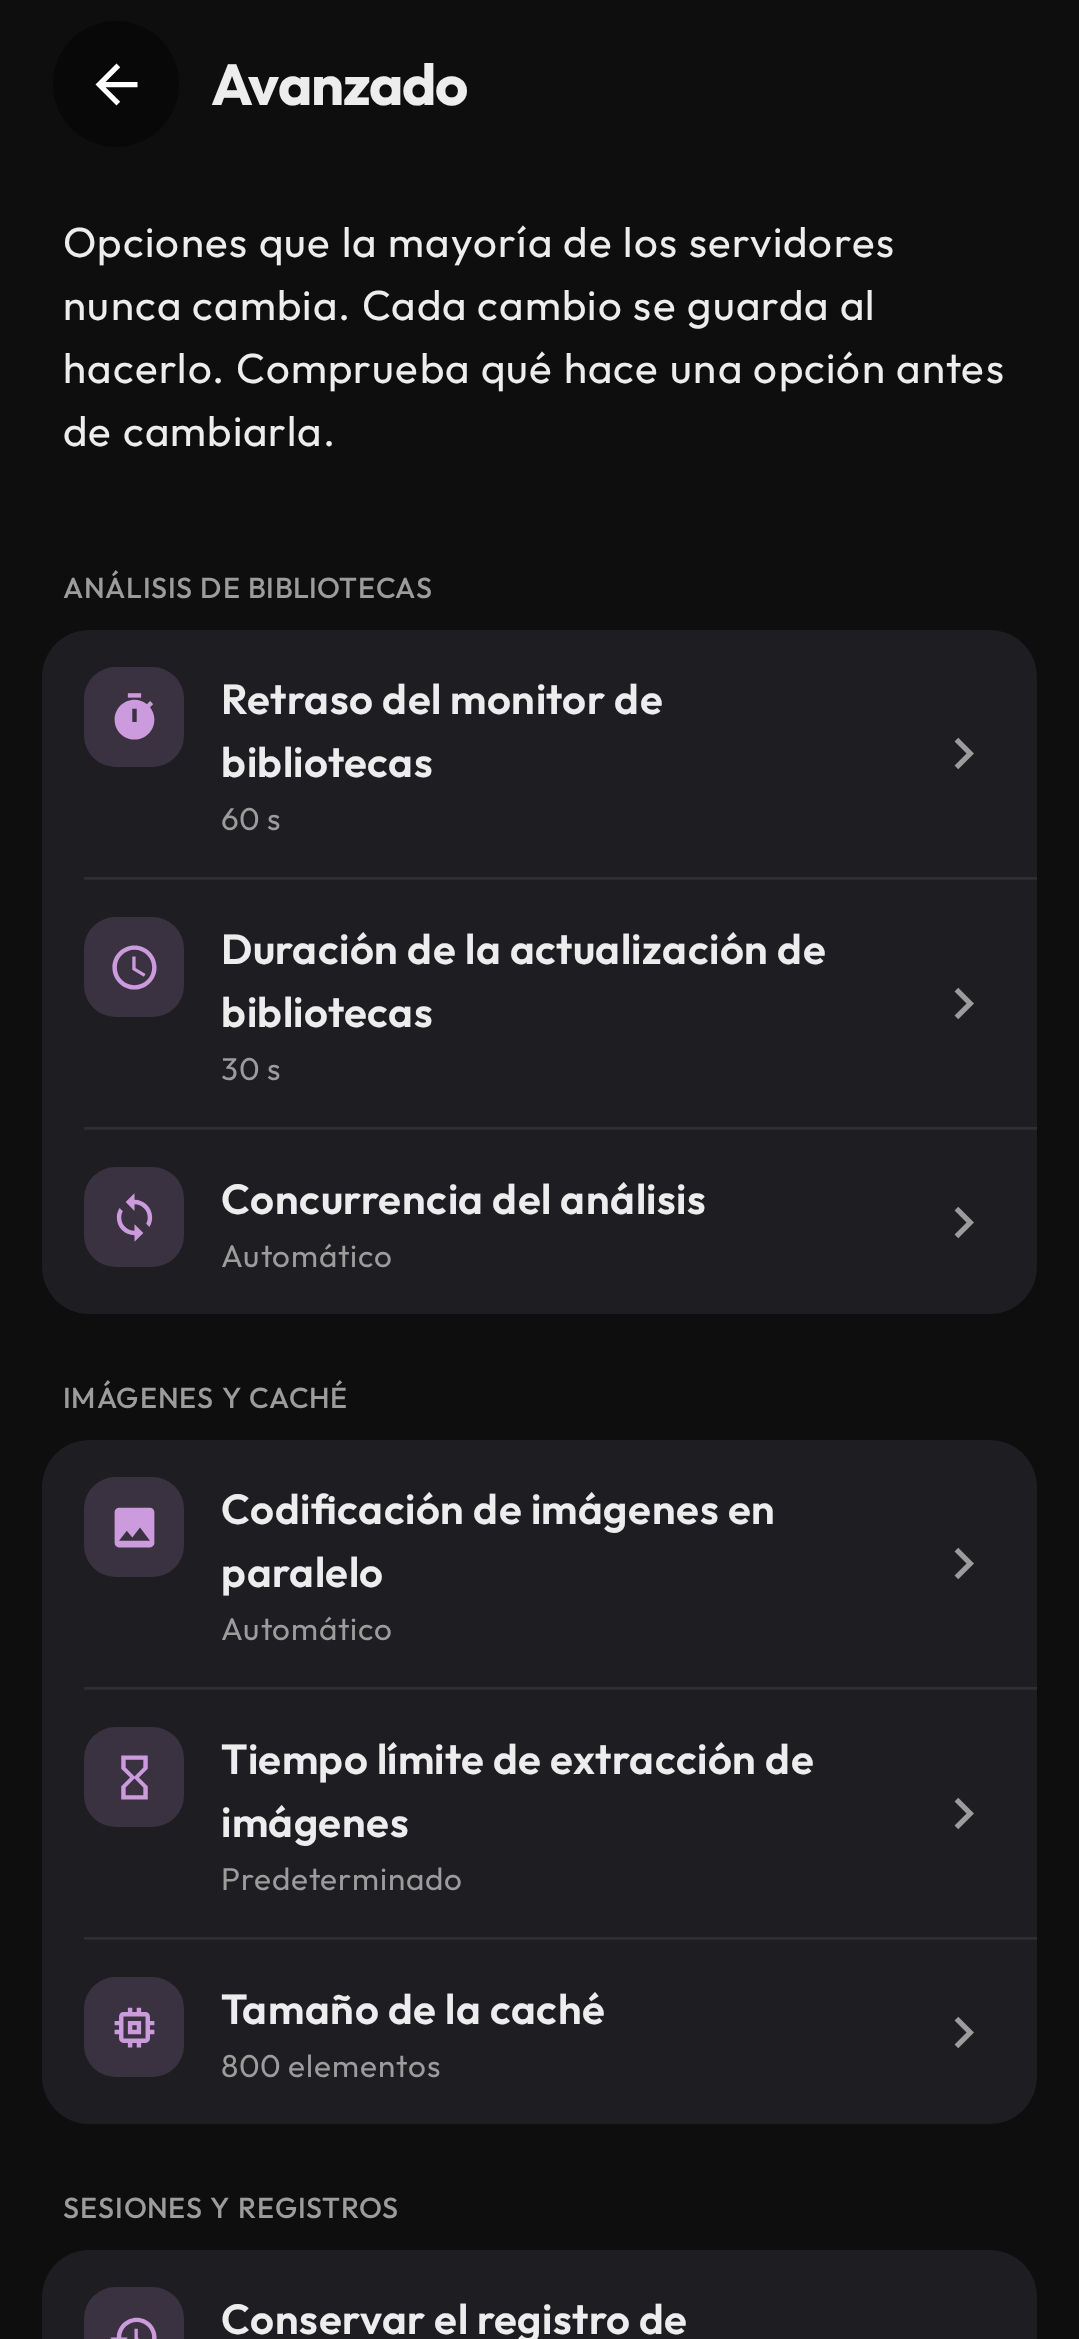 Avanzado
Opciones que la mayoría de los servidores
nunca cambia. Cada cambio se guarda al
hacerlo. Comprueba qué hace una opción antes
de cambiarla.
ANÁLISIS DE BIBLIOTECAS
Retraso del monitor de
bibliotecas
60 s
Duración de la actualización de
bibliotecas
30 s
Concurrencia del análisis
Automático
IMÁGENES Y CACHÉ
Codificación de imágenes en
paralelo
Automático
Tiempo límite de extracción de
imágenes
Predeterminado
Tamaño de la caché
800 elementos
SESIONES Y REGISTROS
Conservar el registro de